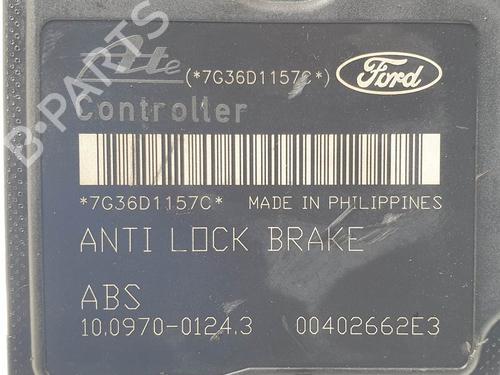 Ate (*7G36D1157C*) Ford
Controller
*7G36D1157C* MADE IN PHILIPPINES
ANTI LOCK BRAKE
ABS
10.0970-0124.3 00402662E3
B-PARTS